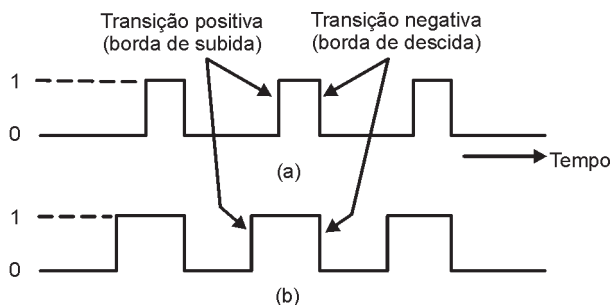 Transição positiva
(borda de subida)
Transição negativa
(borda de descida)
1
0
Tempo
(a)
1
0
(b)